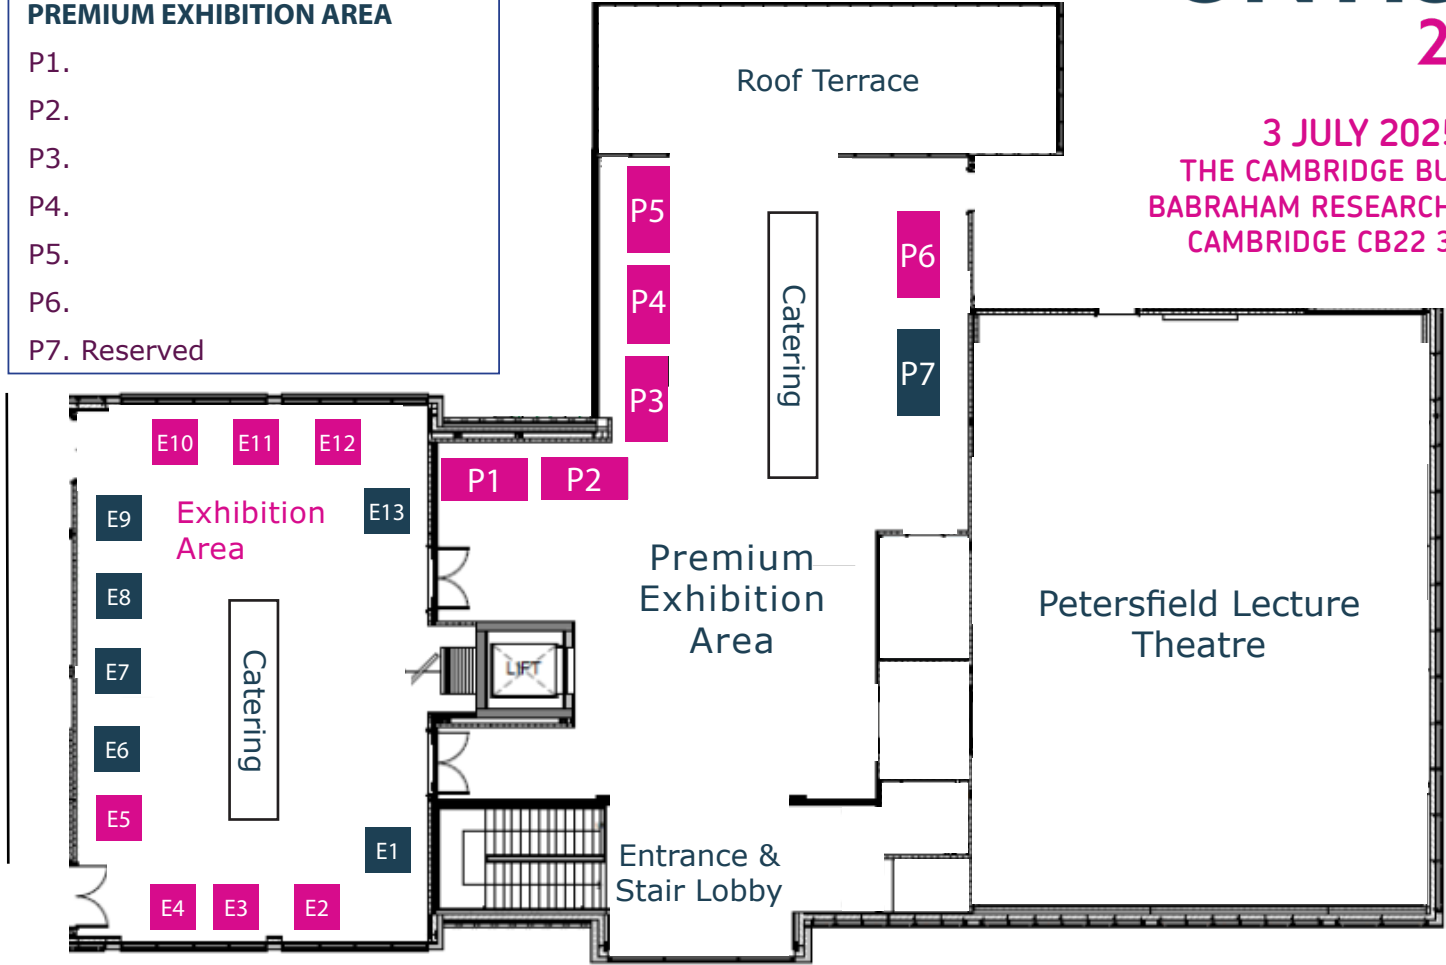 PREMIUM EXHIBITION AREA
P1.
P2.
P3.
P4.
P5.
P6.
P7. Reserved
3 JULY 2025
THE CAMBRIDGE BU
BABRAHAM RESEARCH
CAMBRIDGE CB22 3
Roof Terrace
P5
P4
P3
P6
P7
Catering
P1
P2
E10
E11
E12
E13
E9
E8
E7
E6
E5
E4
E3
E2
E1
Exhibition
Area
Catering
LIFT
Premium
Exhibition
Area
Entrance &
Stair Lobby
Petersfield Lecture
Theatre